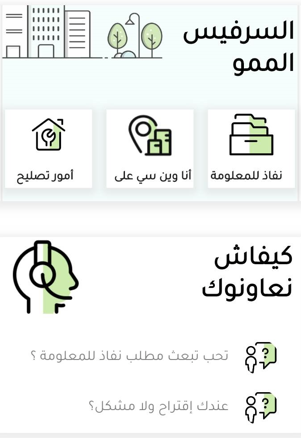 السرفيس
الممو
نفاذ للمعلومة
أنا وين سي على
أمور تصليح
كيفاش
نعاونوك
تحب تبعث مطلب نفاذ للمعلومة ؟
عندك إقتراح ولا مشكل؟